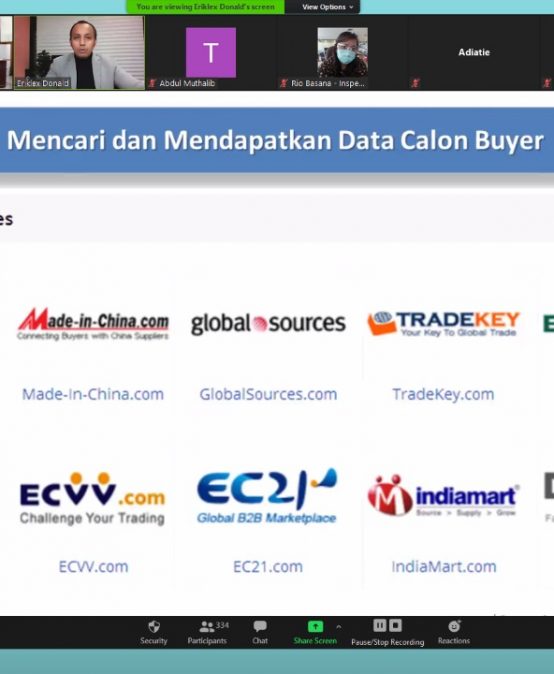 You are viewing Eriklex Donald's screen
View Options
T
Adiatie
Eriklex Donald
Abdul Muthalib
Rio Basana - Inspe...
Mencari dan Mendapatkan Data Calon Buyer
es
Made-in-China.com
Connecting Buyers with China Suppliers
global sources
TRADEKEY
Your Key To Global Trade
E
Made-In-China.com
GlobalSources.com
TradeKey.com
ECVV.com
Challenge Your Trading
EC21
Global B2B Marketplace
indiamart
Source > Supply > Grow
ECVV.com
EC21.com
IndiaMart.com
334
Security
Participants
Chat
Share Screen
Pause/Stop Recording
Reactions